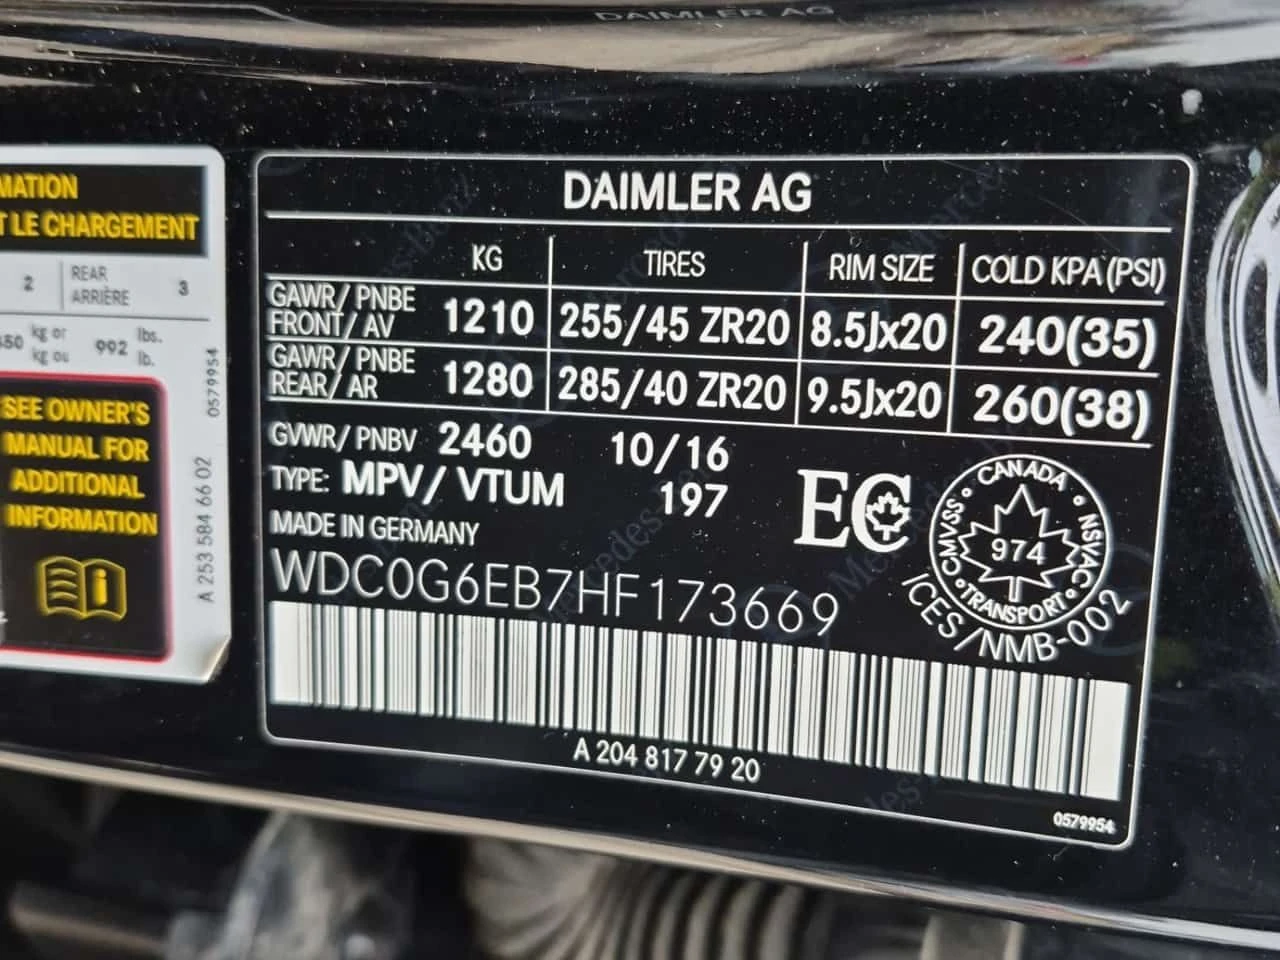 DAIMLER AG
MATION
T LE CHARGEMENT
2 REAR ARRIÈRE 3
kg or kg ou 992 lbs. lb.
SEE OWNER'S
MANUAL FOR
ADDITIONAL
INFORMATION
A 253 584 66 02
0579954
DAIMLER AG
KG TIRES RIM SIZE COLD KPA(PSI)
GAWR/ PNBE FRONT/ AV 1210 255/45 ZR20 8.5Jx20 240(35)
GAWR/ PNBE REAR/ AR 1280 285/40 ZR20 9.5Jx20 260(38)
GVWR/ PNBV 2460 10/16
TYPE: MPV/ VTUM 197
MADE IN GERMANY
EC
CANADA
CMVSS NSVAC
974
TRANSPORT
ICES/NMB-002
WDC0G6EB7HF173669
A 204 817 79 20
0579954